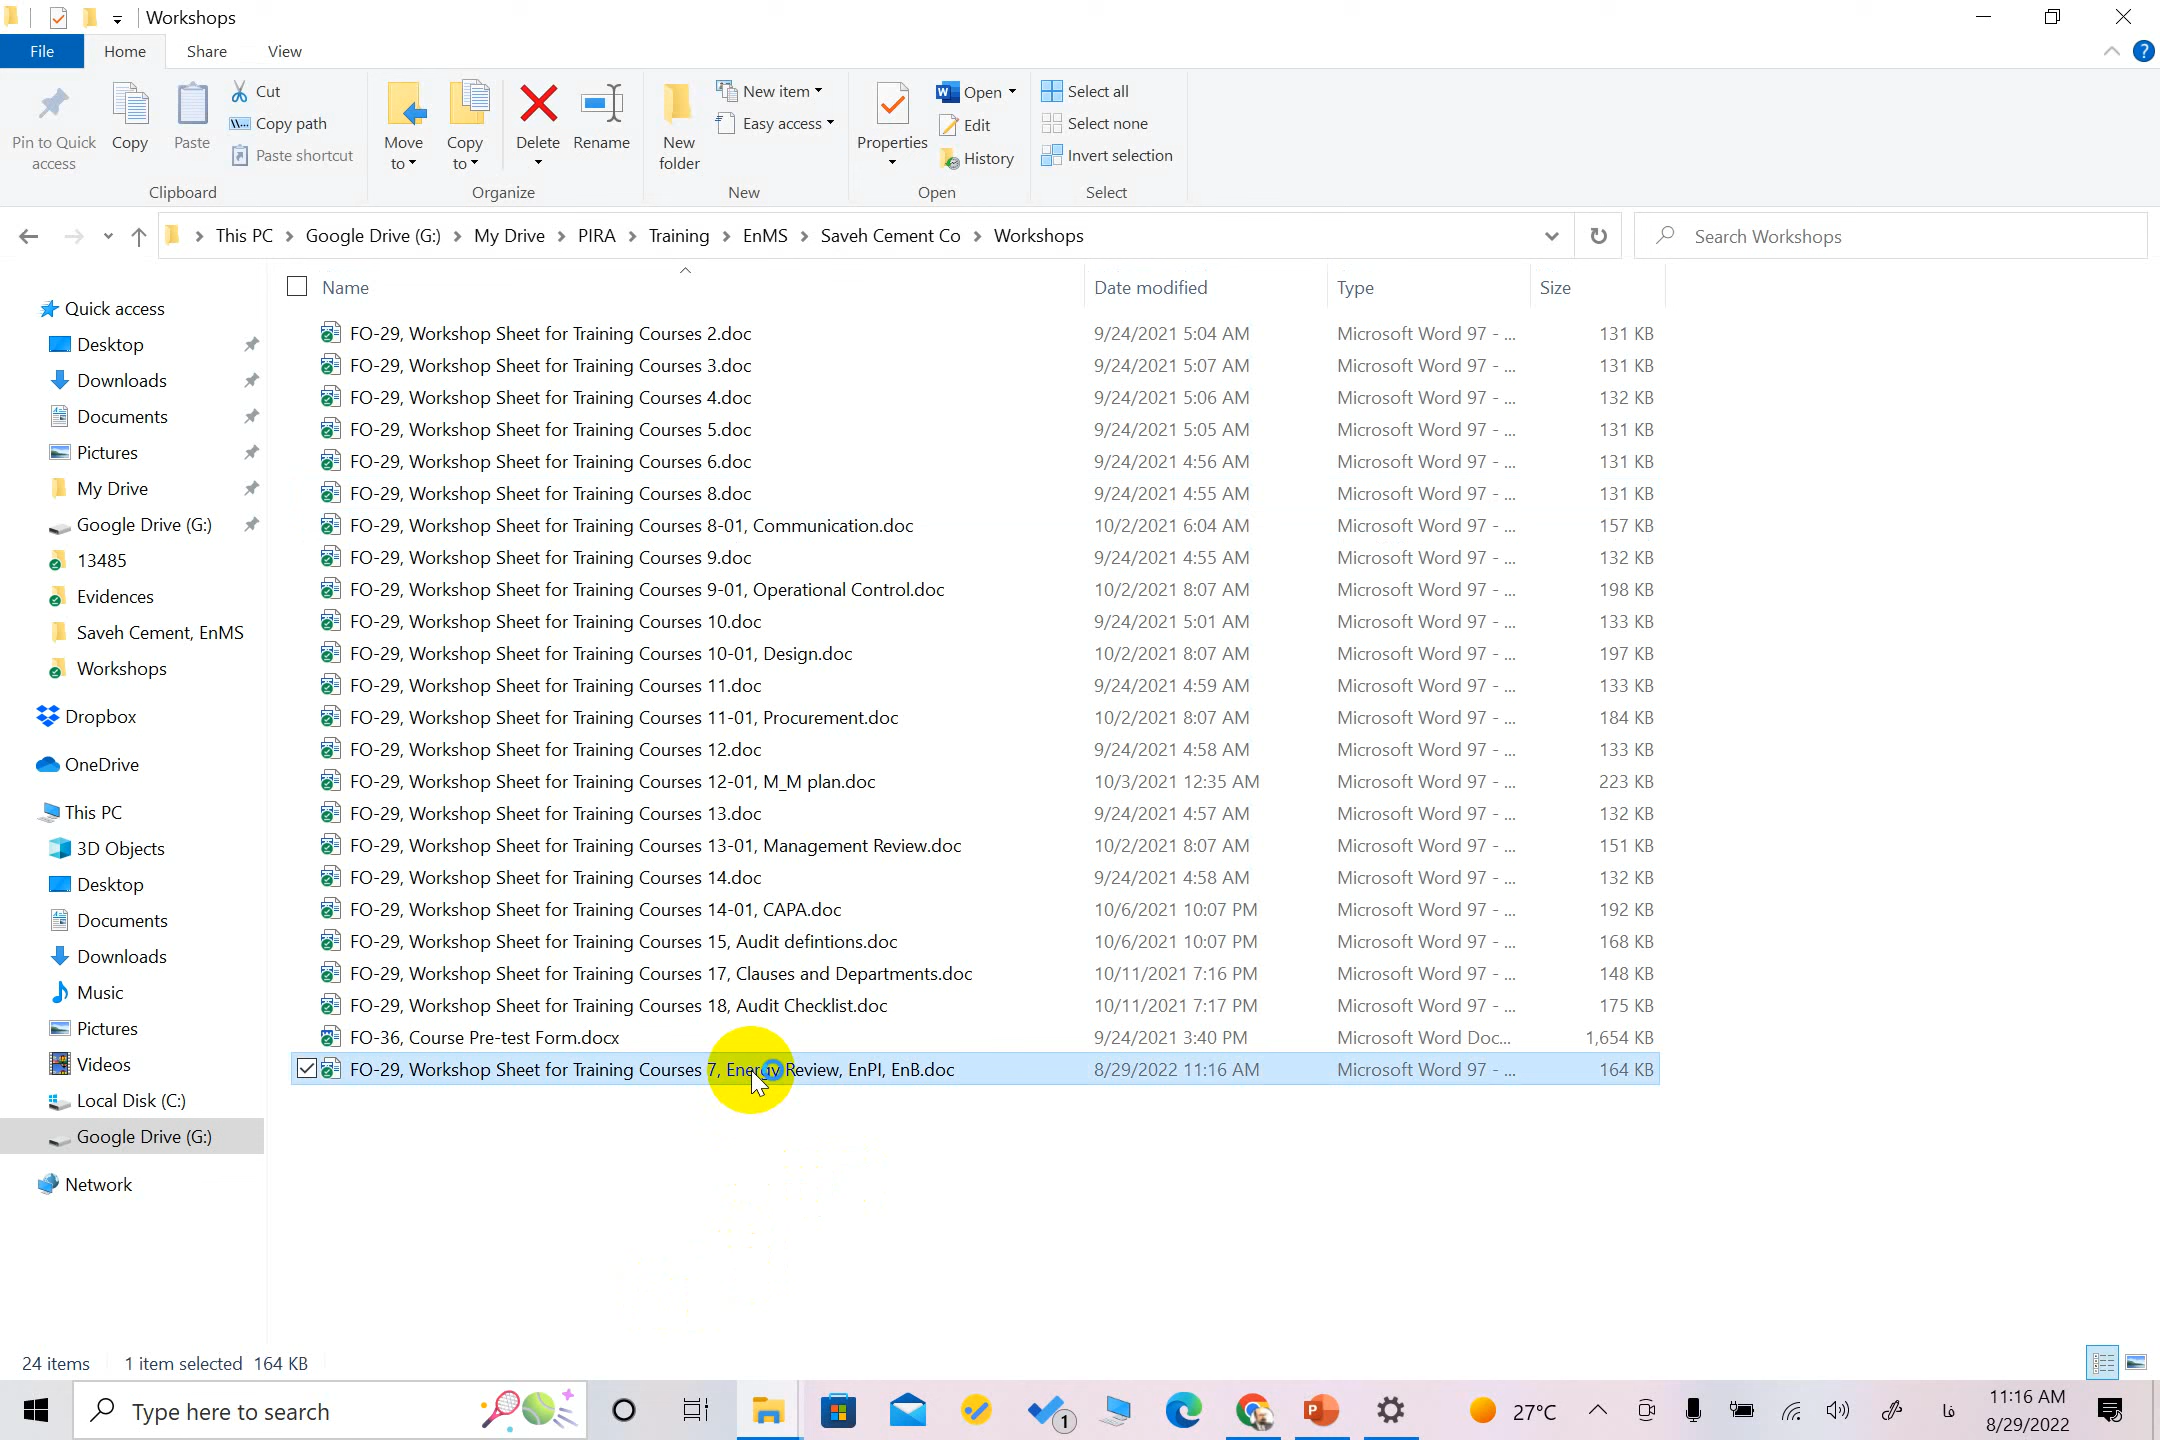 Workshops
File Home Share View
Pin to Quick access
Copy
Paste
Cut
Copy path
Paste shortcut
Clipboard
Move to
Copy to
Delete
Rename
Organize
New folder
New item
Easy access
New
Properties
Open
Edit
History
Open
Select all
Select none
Invert selection
Select
This PC > Google Drive (G:) > My Drive > PIRA > Training > EnMS > Saveh Cement Co > Workshops
Search Workshops
Quick access
Desktop
Downloads
Documents
Pictures
My Drive
Google Drive (G:)
13485
Evidences
Saveh Cement, EnMS
Workshops
Dropbox
OneDrive
This PC
3D Objects
Desktop
Documents
Downloads
Music
Pictures
Videos
Local Disk (C:)
Google Drive (G:)
Network
Name Date modified Type Size
FO-29, Workshop Sheet for Training Courses 2.doc 9/24/2021 5:04 AM Microsoft Word 97 - ... 131 KB
FO-29, Workshop Sheet for Training Courses 3.doc 9/24/2021 5:07 AM Microsoft Word 97 - ... 131 KB
FO-29, Workshop Sheet for Training Courses 4.doc 9/24/2021 5:06 AM Microsoft Word 97 - ... 132 KB
FO-29, Workshop Sheet for Training Courses 5.doc 9/24/2021 5:05 AM Microsoft Word 97 - ... 131 KB
FO-29, Workshop Sheet for Training Courses 6.doc 9/24/2021 4:56 AM Microsoft Word 97 - ... 131 KB
FO-29, Workshop Sheet for Training Courses 8.doc 9/24/2021 4:55 AM Microsoft Word 97 - ... 131 KB
FO-29, Workshop Sheet for Training Courses 8-01, Communication.doc 10/2/2021 6:04 AM Microsoft Word 97 - ... 157 KB
FO-29, Workshop Sheet for Training Courses 9.doc 9/24/2021 4:55 AM Microsoft Word 97 - ... 132 KB
FO-29, Workshop Sheet for Training Courses 9-01, Operational Control.doc 10/2/2021 8:07 AM Microsoft Word 97 - ... 198 KB
FO-29, Workshop Sheet for Training Courses 10.doc 9/24/2021 5:01 AM Microsoft Word 97 - ... 133 KB
FO-29, Workshop Sheet for Training Courses 10-01, Design.doc 10/2/2021 8:07 AM Microsoft Word 97 - ... 197 KB
FO-29, Workshop Sheet for Training Courses 11.doc 9/24/2021 4:59 AM Microsoft Word 97 - ... 133 KB
FO-29, Workshop Sheet for Training Courses 11-01, Procurement.doc 10/2/2021 8:07 AM Microsoft Word 97 - ... 184 KB
FO-29, Workshop Sheet for Training Courses 12.doc 9/24/2021 4:58 AM Microsoft Word 97 - ... 133 KB
FO-29, Workshop Sheet for Training Courses 12-01, M_M plan.doc 10/3/2021 12:35 AM Microsoft Word 97 - ... 223 KB
FO-29, Workshop Sheet for Training Courses 13.doc 9/24/2021 4:57 AM Microsoft Word 97 - ... 132 KB
FO-29, Workshop Sheet for Training Courses 13-01, Management Review.doc 10/2/2021 8:07 AM Microsoft Word 97 - ... 151 KB
FO-29, Workshop Sheet for Training Courses 14.doc 9/24/2021 4:58 AM Microsoft Word 97 - ... 132 KB
FO-29, Workshop Sheet for Training Courses 14-01, CAPA.doc 10/6/2021 10:07 PM Microsoft Word 97 - ... 192 KB
FO-29, Workshop Sheet for Training Courses 15, Audit defintions.doc 10/6/2021 10:07 PM Microsoft Word 97 - ... 168 KB
FO-29, Workshop Sheet for Training Courses 17, Clauses and Departments.doc 10/11/2021 7:16 PM Microsoft Word 97 - ... 148 KB
FO-29, Workshop Sheet for Training Courses 18, Audit Checklist.doc 10/11/2021 7:17 PM Microsoft Word 97 - ... 175 KB
FO-36, Course Pre-test Form.docx 9/24/2021 3:40 PM Microsoft Word Doc... 1,654 KB
FO-29, Workshop Sheet for Training Courses 7, Energy Review, EnPI, EnB.doc 8/29/2022 11:16 AM Microsoft Word 97 - ... 164 KB
24 items 1 item selected 164 KB
Type here to search
1
27°C
فا
11:16 AM
8/29/2022